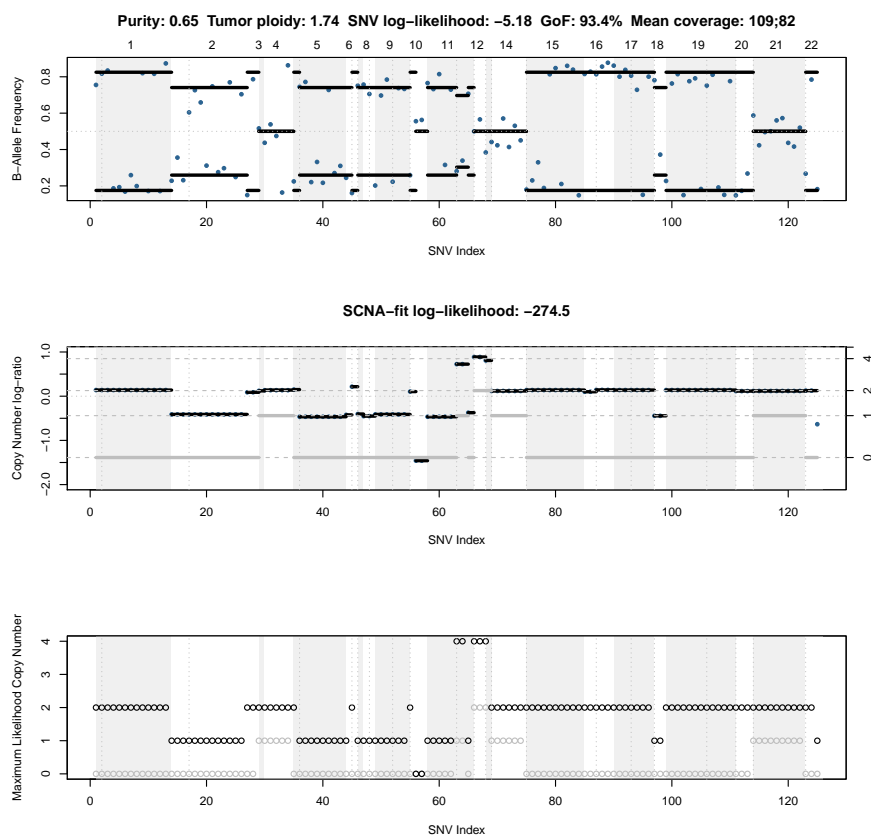 Purity: 0.65 Tumor ploidy: 1.74 SNV log−likelihood: −5.18 GoF: 93.4% Mean coverage: 109;82
1 2 3 4 5 6 8 9 10 11 12 14 15 16 17 18 19 20 21 22
B−Allele Frequency
0.8
0.6
0.4
0.2
0 20 40 60 80 100 120
SNV Index
SCNA−fit log−likelihood: −274.5
Copy Number log−ratio
1.0
0.0
−1.0
−2.0
4
2
1
0
0 20 40 60 80 100 120
SNV Index
Maximum Likelihood Copy Number
4
3
2
1
0
0 20 40 60 80 100 120
SNV Index